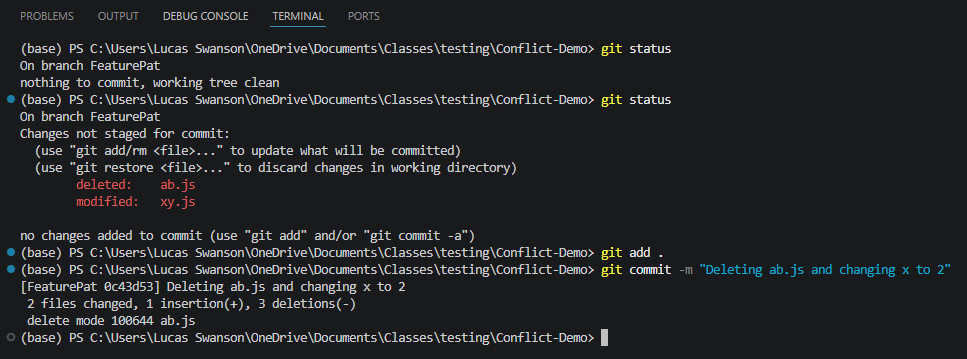 PROBLEMS OUTPUT DEBUG CONSOLE TERMINAL PORTS
(base) PS C:\Users\Lucas Swanson\OneDrive\Documents\Classes\testing\Conflict-Demo> git status
On branch FeaturePat
nothing to commit, working tree clean
(base) PS C:\Users\Lucas Swanson\OneDrive\Documents\Classes\testing\Conflict-Demo> git status
On branch FeaturePat
Changes not staged for commit:
  (use "git add/rm <file>..." to update what will be committed)
  (use "git restore <file>..." to discard changes in working directory)
        deleted:    ab.js
        modified:   xy.js
no changes added to commit (use "git add" and/or "git commit -a")
(base) PS C:\Users\Lucas Swanson\OneDrive\Documents\Classes\testing\Conflict-Demo> git add .
(base) PS C:\Users\Lucas Swanson\OneDrive\Documents\Classes\testing\Conflict-Demo> git commit -m "Deleting ab.js and changing x to 2"
[FeaturePat 0c43d53] Deleting ab.js and changing x to 2
 2 files changed, 1 insertion(+), 3 deletions(-)
 delete mode 100644 ab.js
(base) PS C:\Users\Lucas Swanson\OneDrive\Documents\Classes\testing\Conflict-Demo>